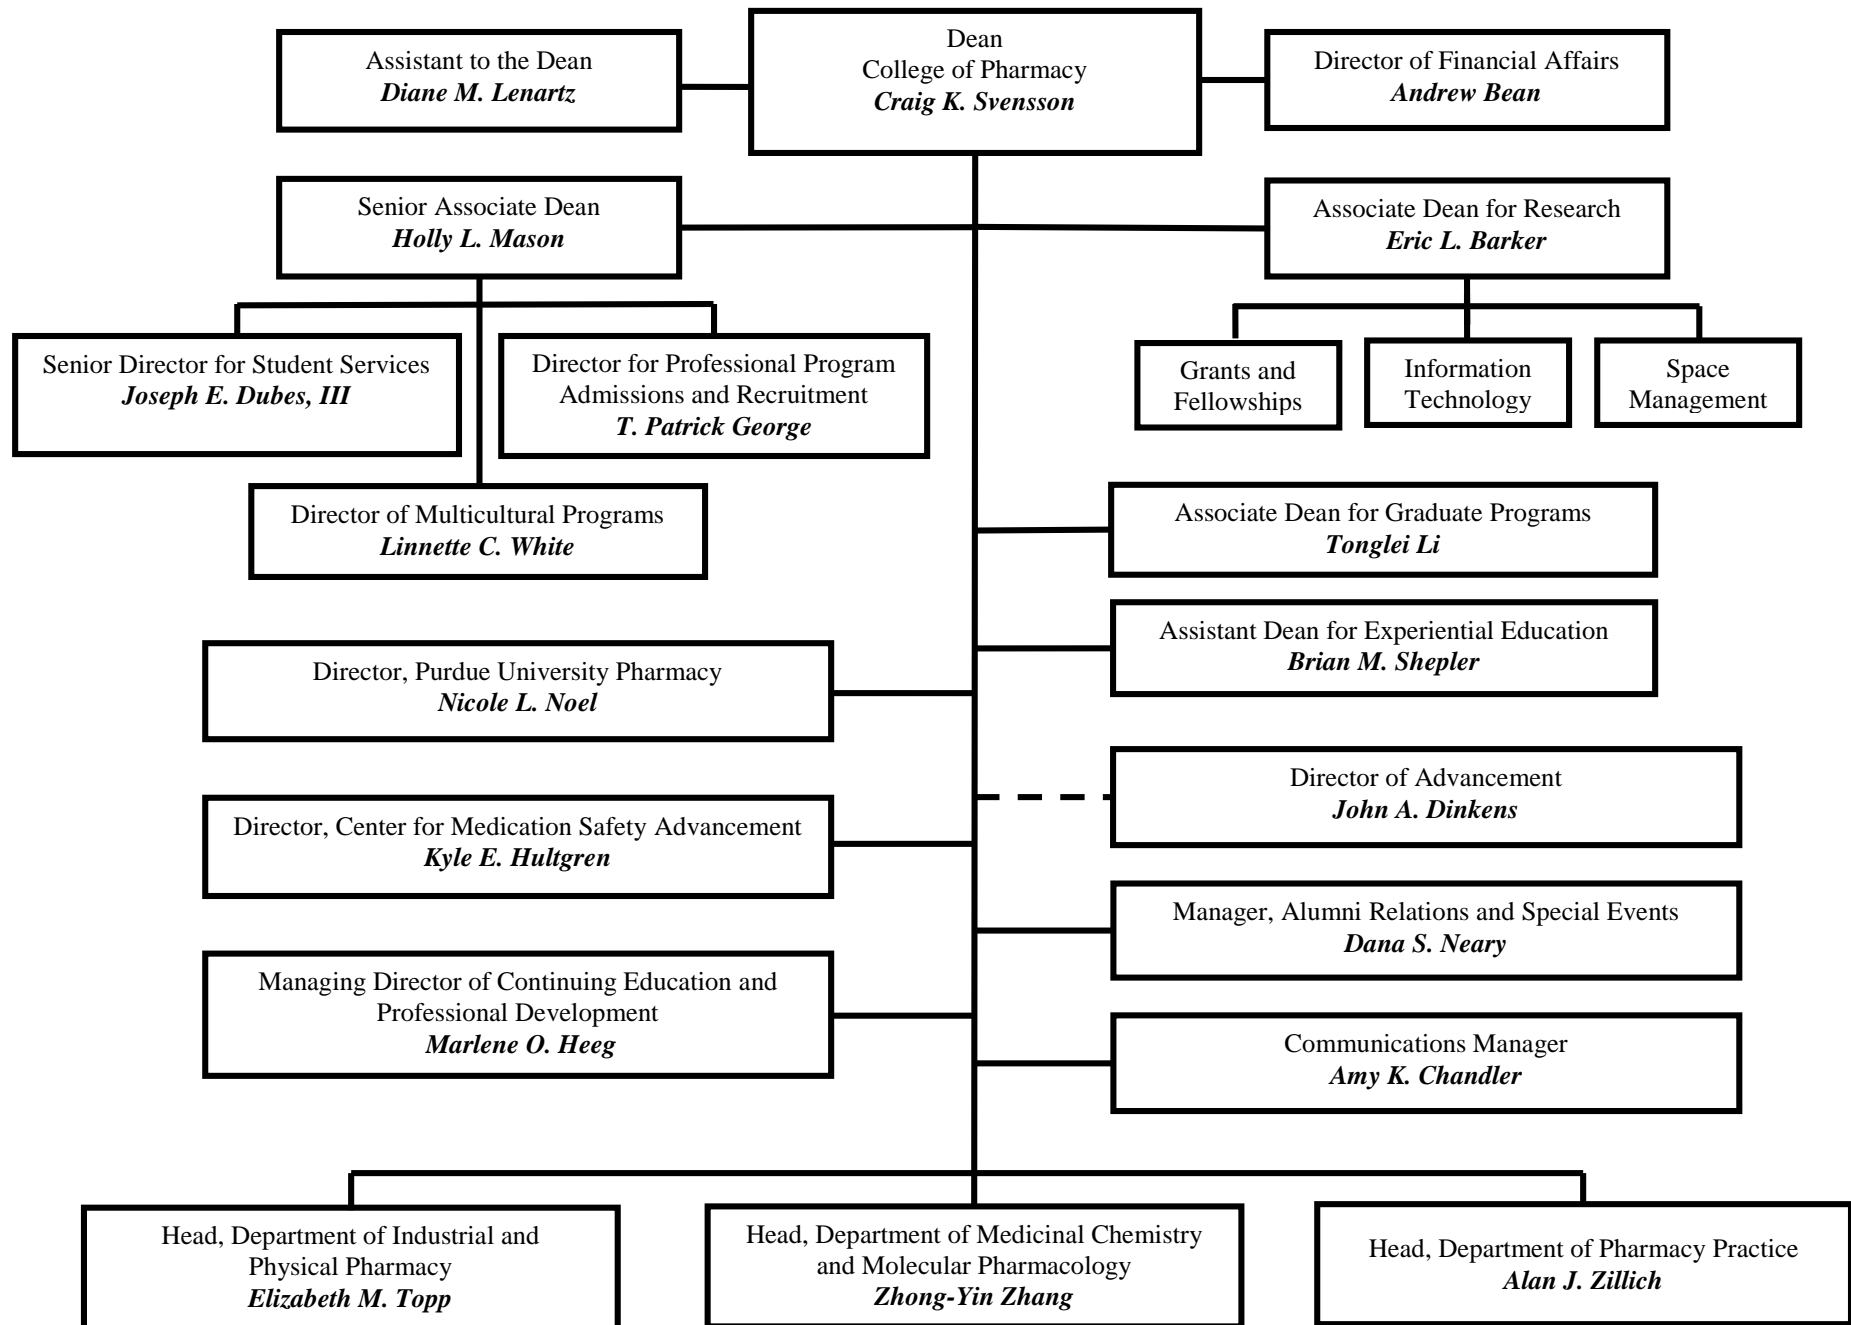 Assistant to the Dean
Diane M. Lenartz
Dean
College of Pharmacy
Craig K. Svensson
Director of Financial Affairs
Andrew Bean
Senior Associate Dean
Holly L. Mason
Associate Dean for Research
Eric L. Barker
Senior Director for Student Services
Joseph E. Dubes, III
Director for Professional Program
Admissions and Recruitment
T. Patrick George
Grants and
Fellowships
Information
Technology
Space
Management
Director of Multicultural Programs
Linnette C. White
Associate Dean for Graduate Programs
Tonglei Li
Assistant Dean for Experiential Education
Brian M. Shepler
Director, Purdue University Pharmacy
Nicole L. Noel
Director of Advancement
John A. Dinkens
Director, Center for Medication Safety Advancement
Kyle E. Hultgren
Manager, Alumni Relations and Special Events
Dana S. Neary
Managing Director of Continuing Education and
Professional Development
Marlene O. Heeg
Communications Manager
Amy K. Chandler
Head, Department of Industrial and
Physical Pharmacy
Elizabeth M. Topp
Head, Department of Medicinal Chemistry
and Molecular Pharmacology
Zhong-Yin Zhang
Head, Department of Pharmacy Practice
Alan J. Zillich